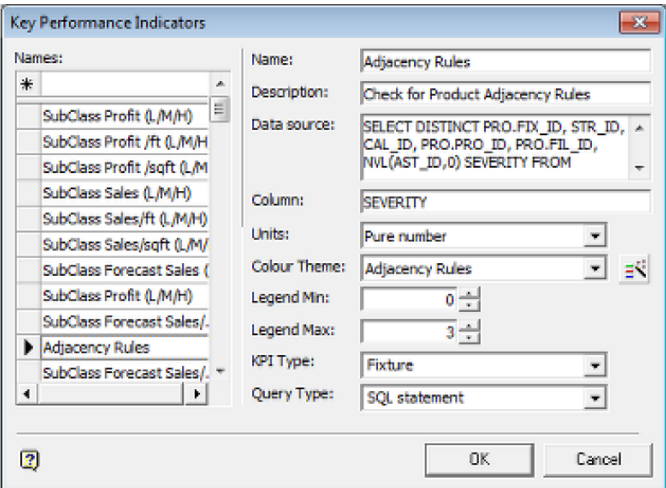 Key Performance Indicators
Names:
SubClass Profit (L/M/H)
SubClass Profit /ft (L/M/H
SubClass Profit /sqft (L/M
SubClass Sales (L/M/H)
SubClass Sales/ft (L/M/H)
SubClass Sales/sqft (L/M/
SubClass Forecast Sales (
SubClass Profit (L/M/H)
SubClass Forecast Sales/.
Adjacency Rules
SubClass Forecast Sales/.
Name: Adjacency Rules
Description: Check for Product Adjacency Rules
Data source: SELECT DISTINCT PRO.FIX_ID, STR_ID,
CAL_ID, PRO.PRO_ID, PRO.FIL_ID,
NVL(AST_ID,0) SEVERITY FROM
Column: SEVERITY
Units: Pure number
Colour Theme: Adjacency Rules
Legend Min: 0
Legend Max: 3
KPI Type: Fixture
Query Type: SQL statement
OK Cancel